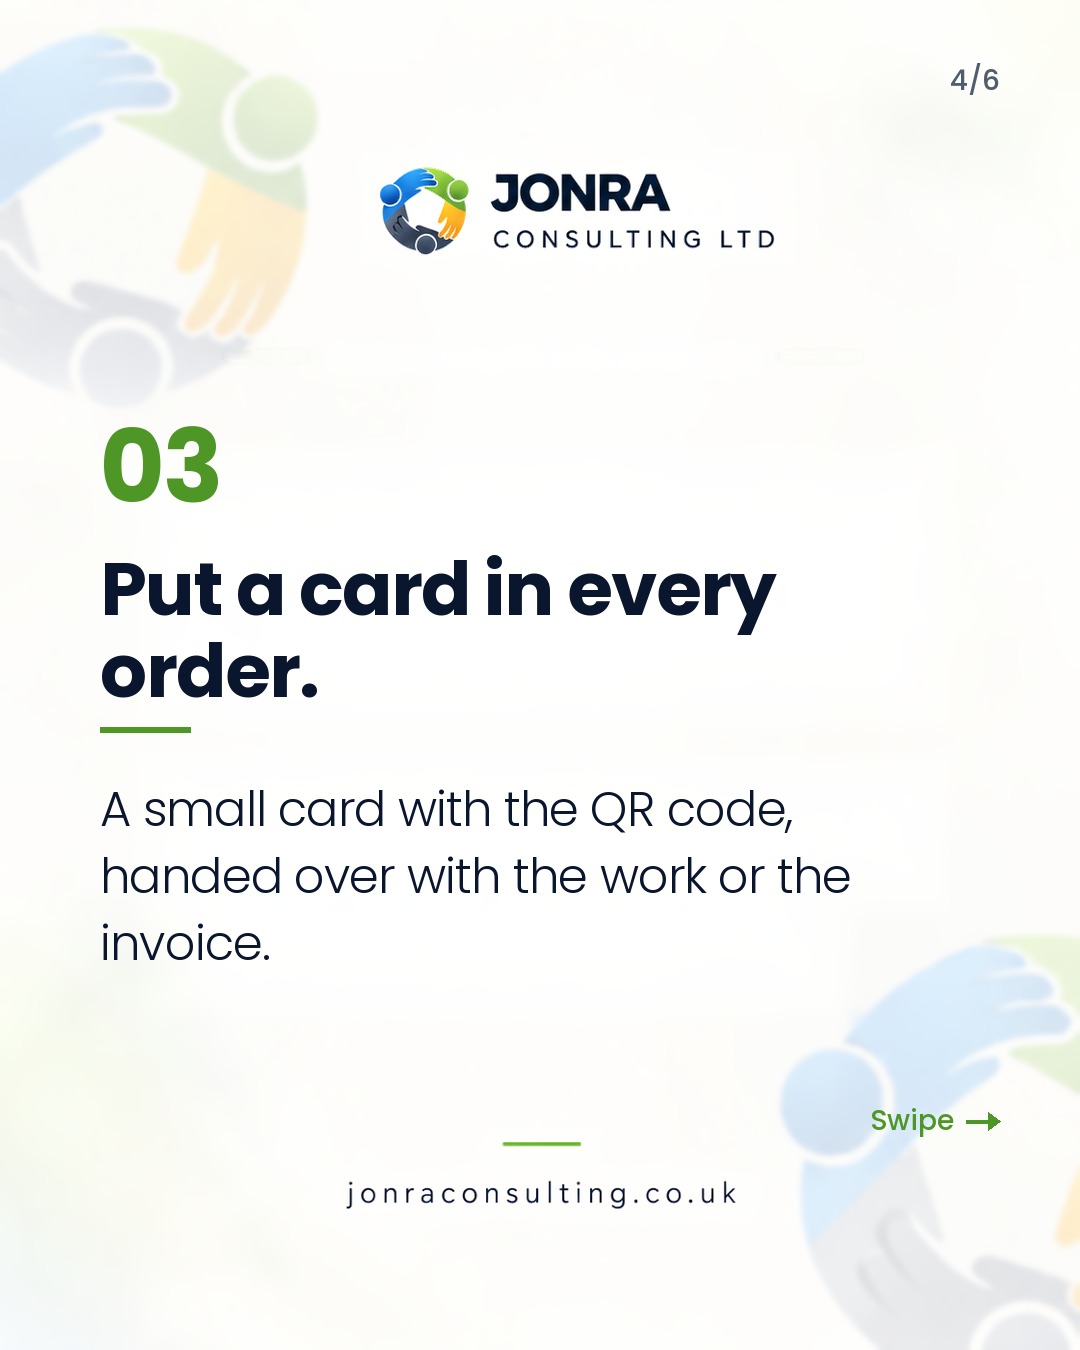 4/6
JONRA
CONSULTING LTD
03
Put a card in every
order.
A small card with the QR code,
handed over with the work or the
invoice.
Swipe →
jonraconsulting.co.uk